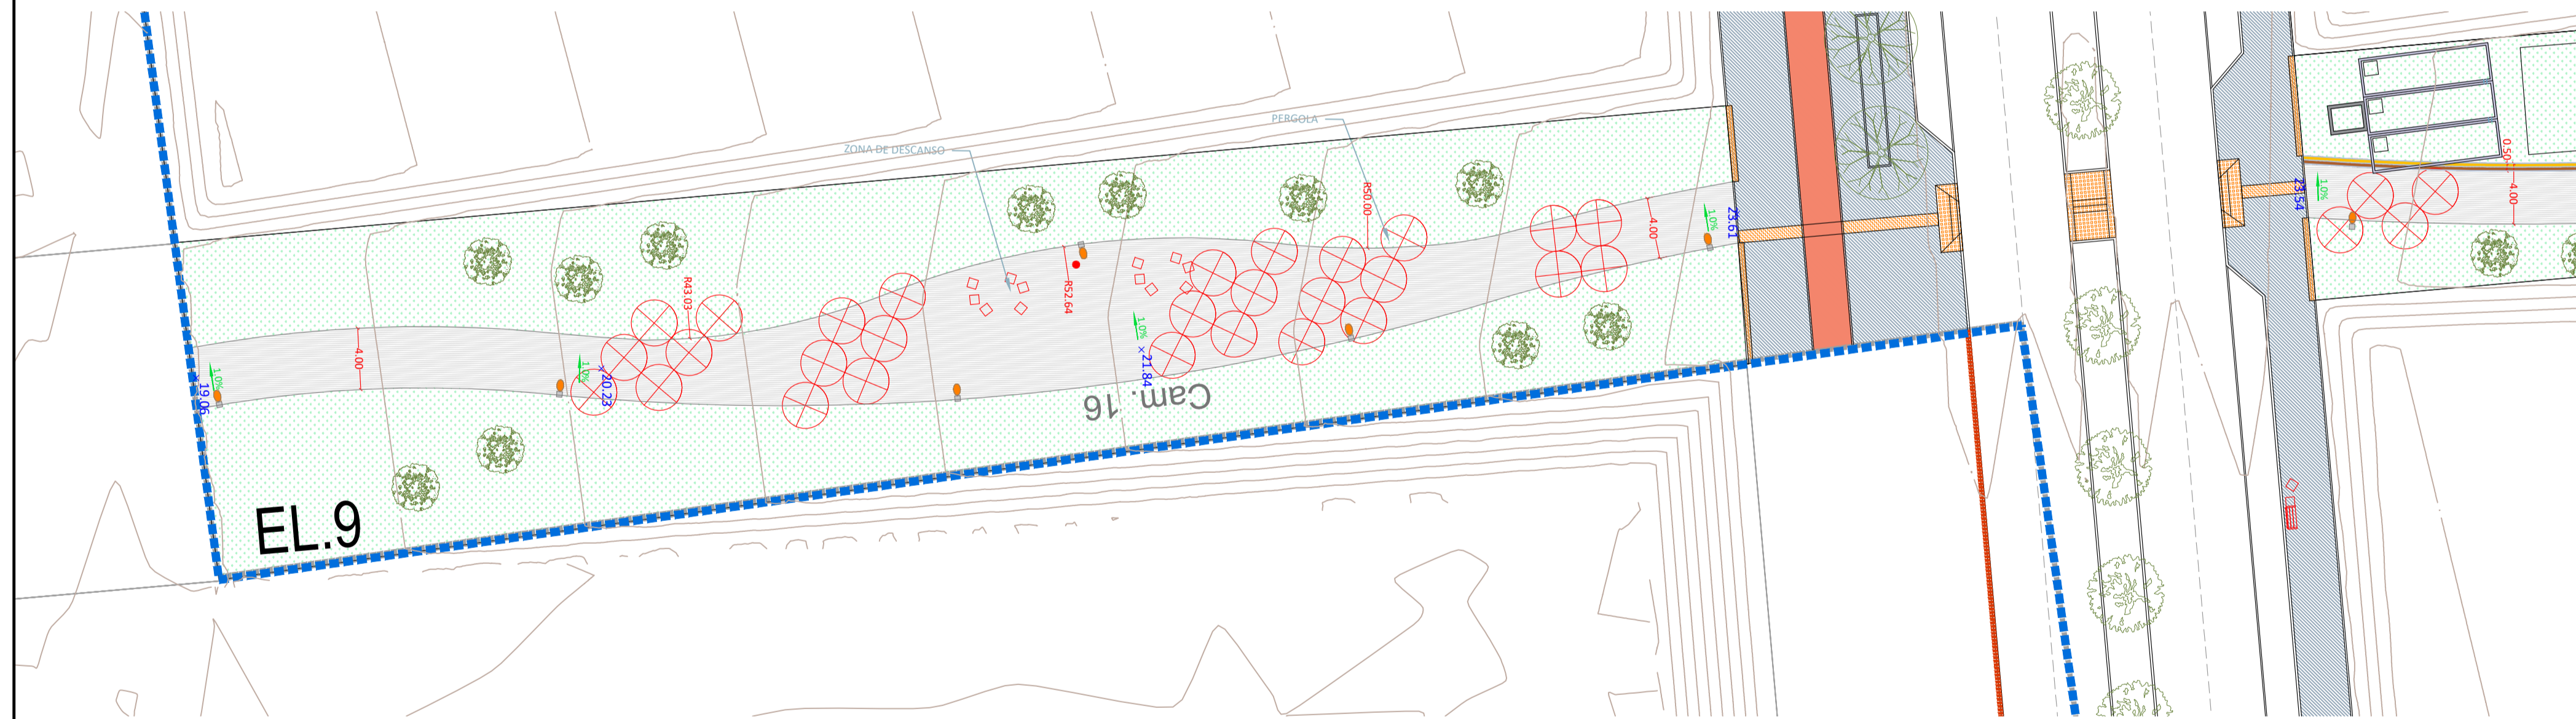 ZONA DE DESCANSO
PERGOLA
R50.00
4.00
1.0%
23.61
23.54
1.0%
0.50
4.00
R43.03
R52.64
4.00
1.0%
×21.84
1.0%
×20.23
1.0%
×19.06
Cam. 16
EL.9